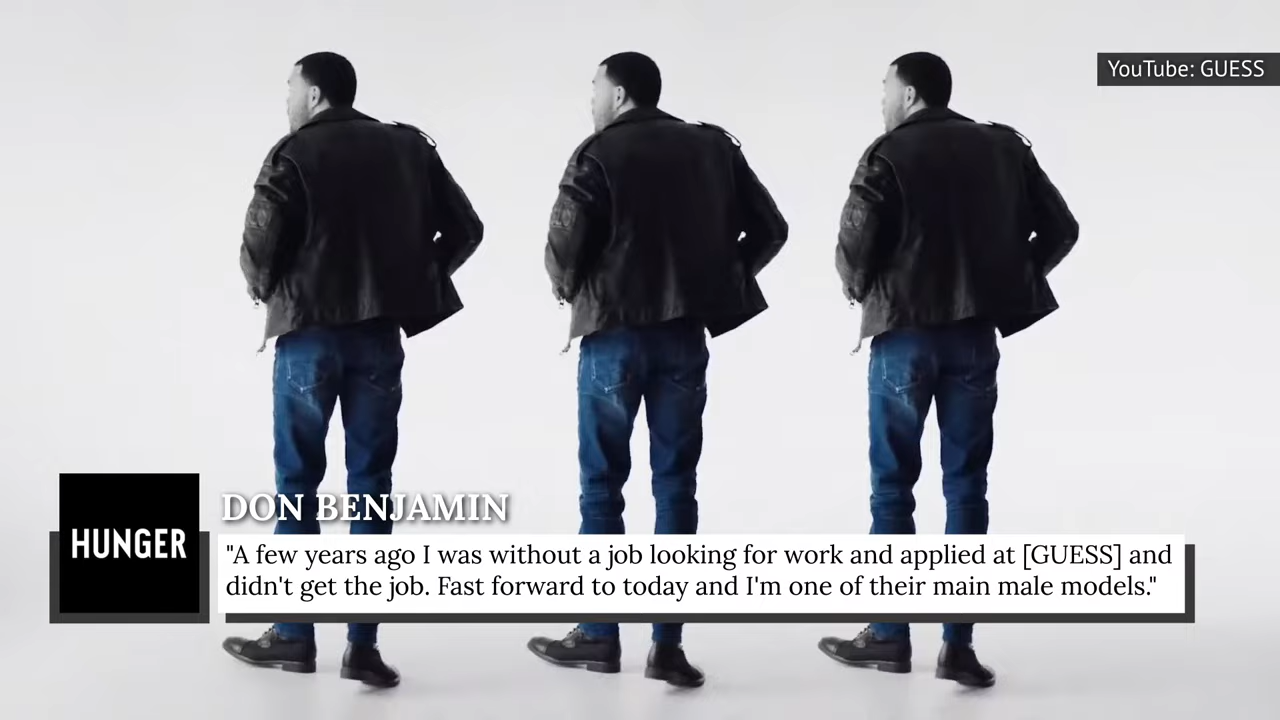 YouTube: GUESS
HUNGER
DON BENJAMIN
"A few years ago I was without a job looking for work and applied at [GUESS] and
didn't get the job. Fast forward to today and I'm one of their main male models."